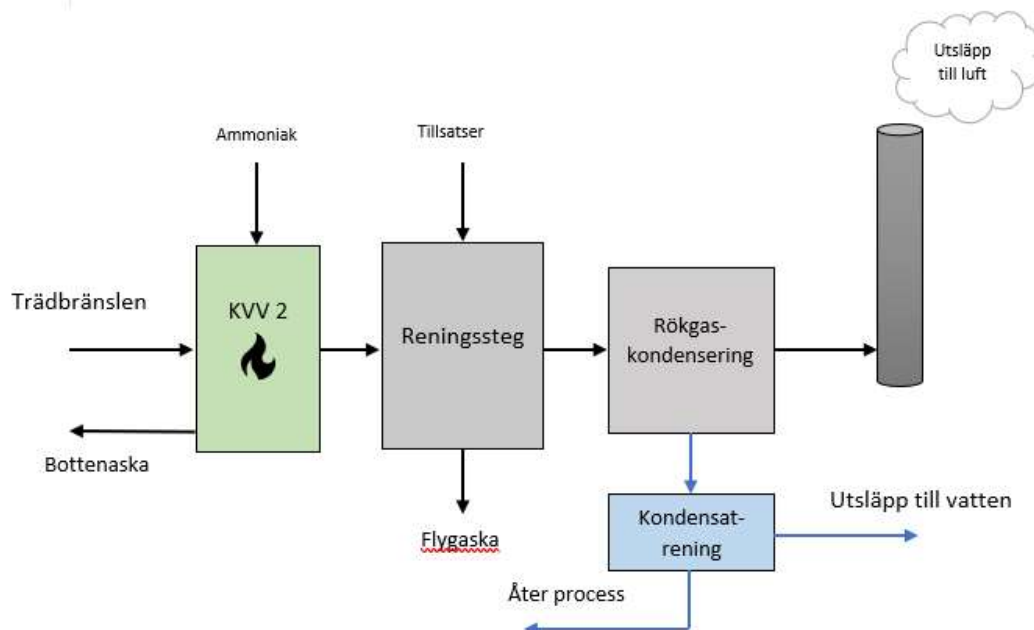 Utsläpp
till luft
Ammoniak
Tillsatser
Trädbränslen
KVV 2
Reningssteg
Rökgas-
kondensering
Bottenaska
Flygaska
Kondensat-
rening
Utsläpp till vatten
Åter process